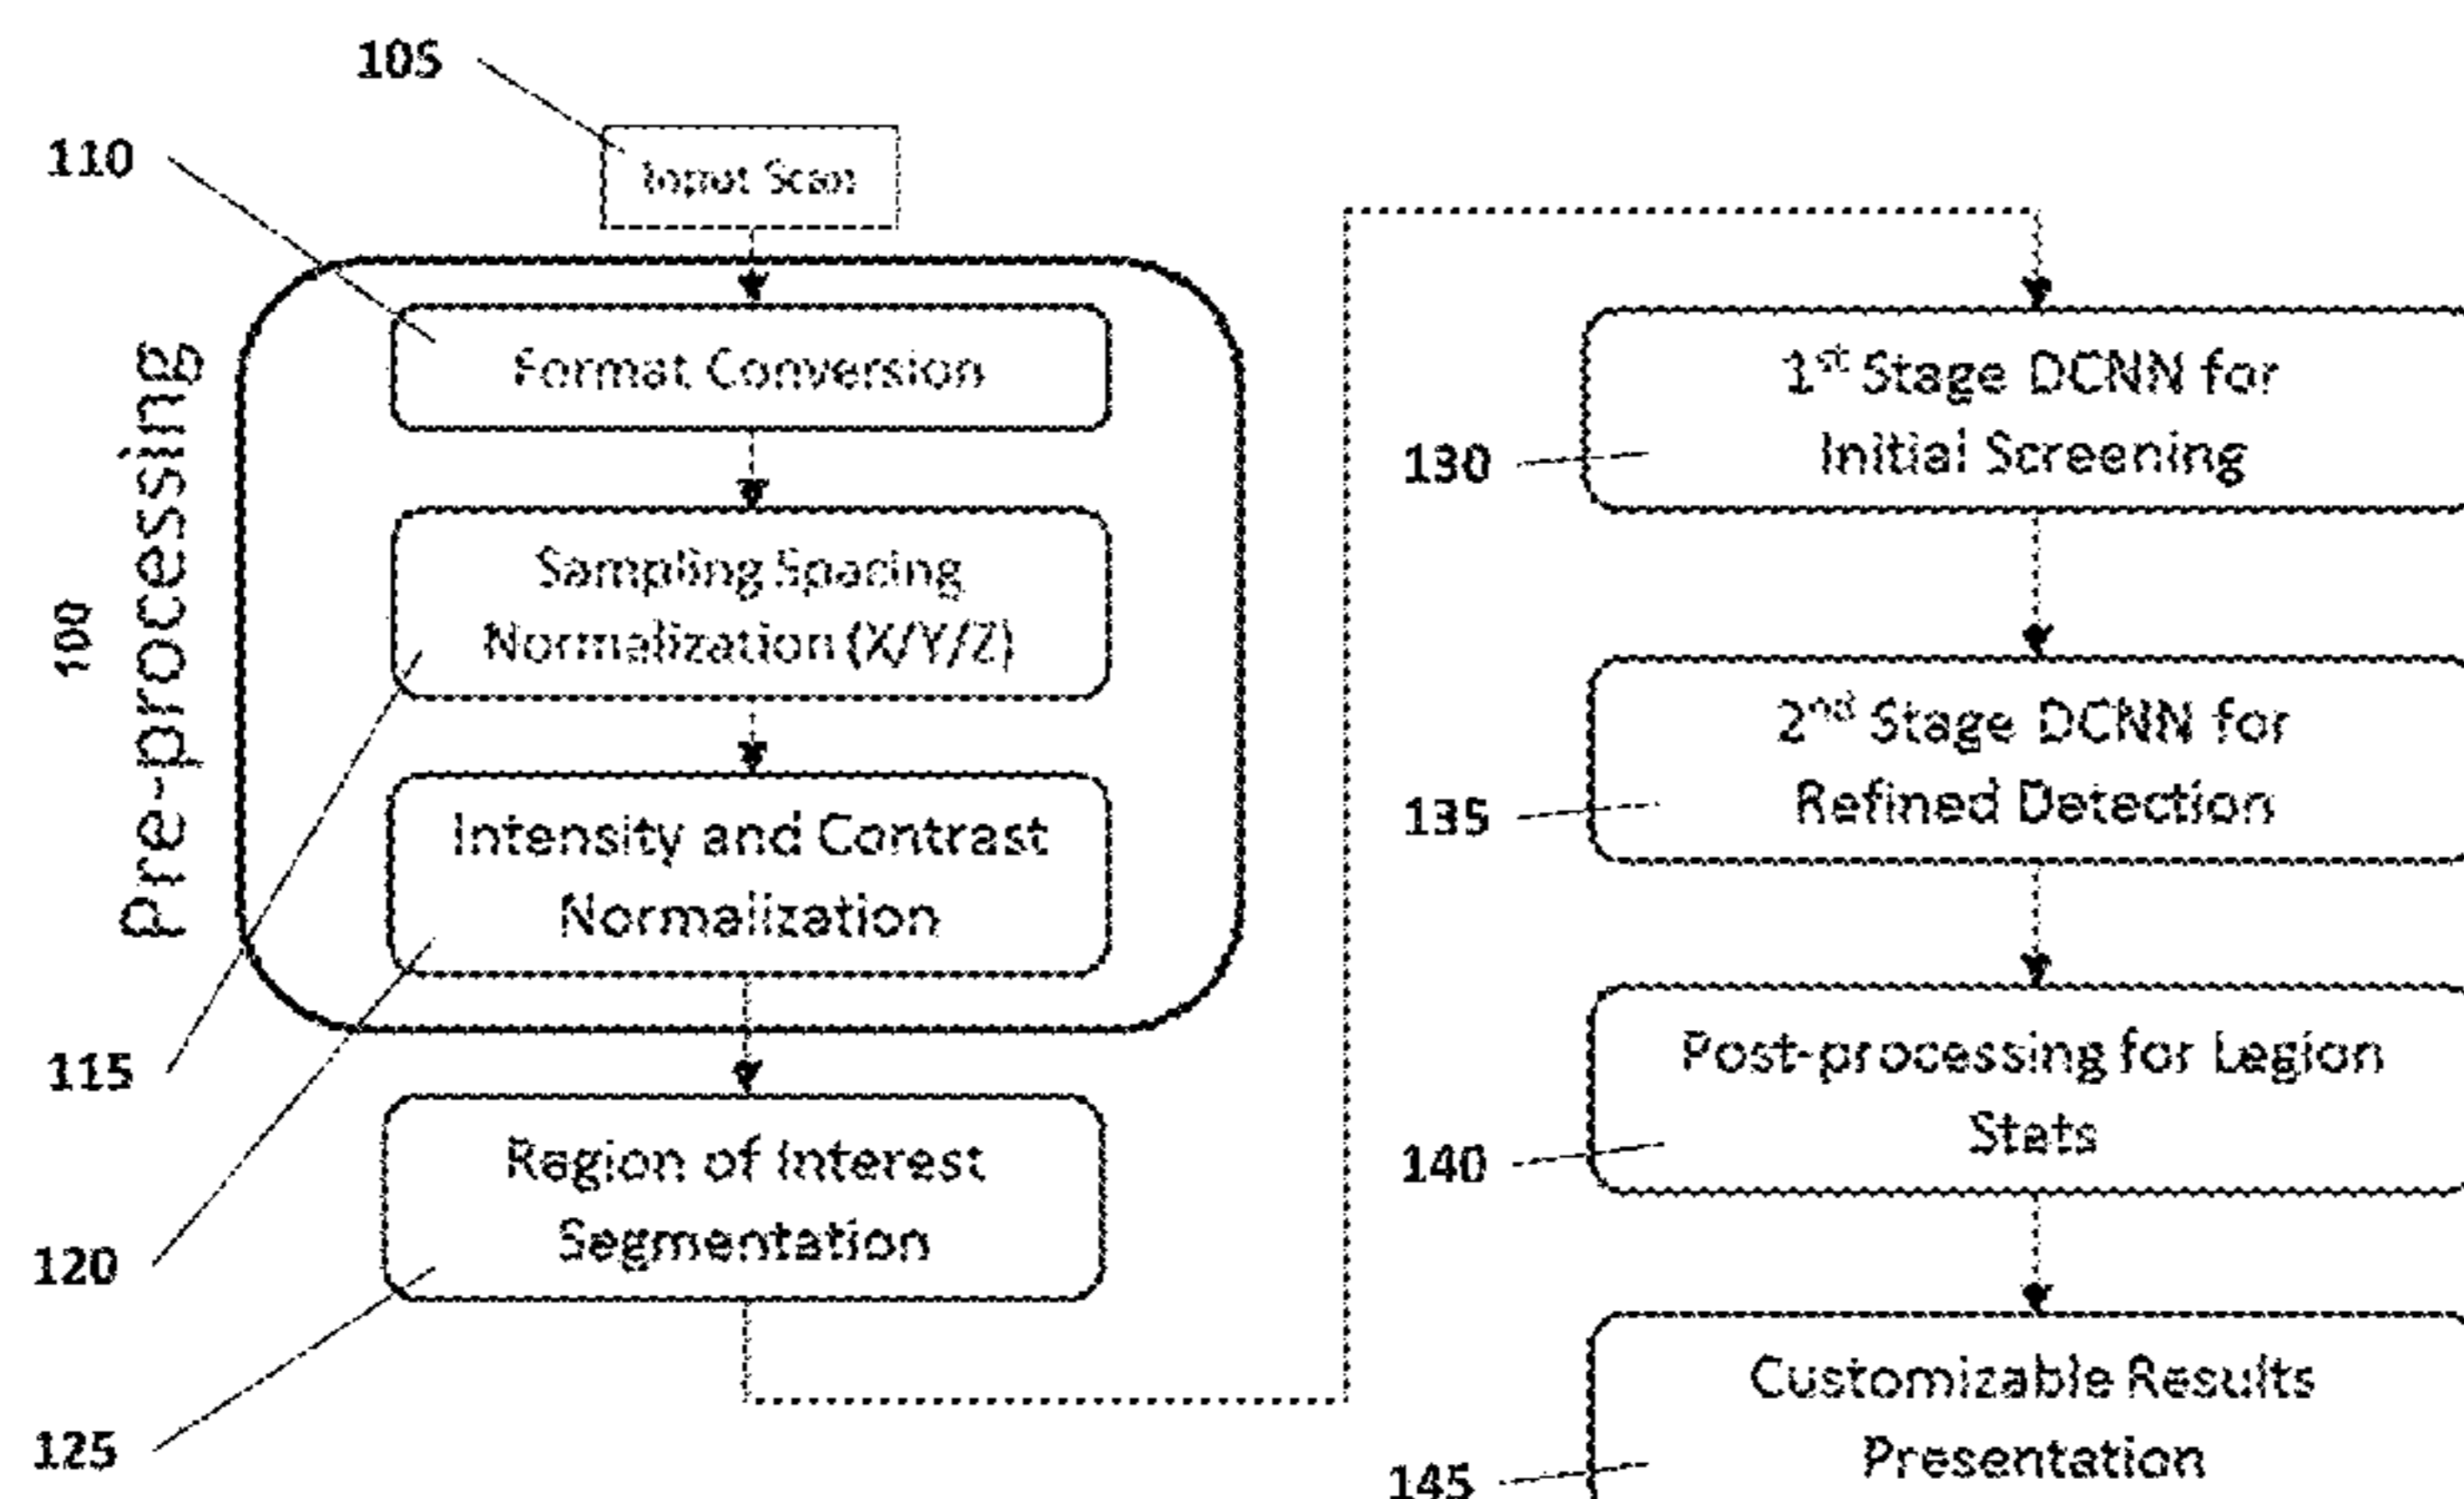 105
110
Input Scan
Format Conversion
Sampling Spacing
Normalization (X/Y/Z)
Intensity and Contrast
Normalization
Pre-processing
100
115
Region of Interest
Segmentation
120
125
1st Stage DCNN for
Initial Screening
130
2nd Stage DCNN for
Refined Detection
135
Post-processing for Legion
Stats
140
Customizable Results
Presentation
145